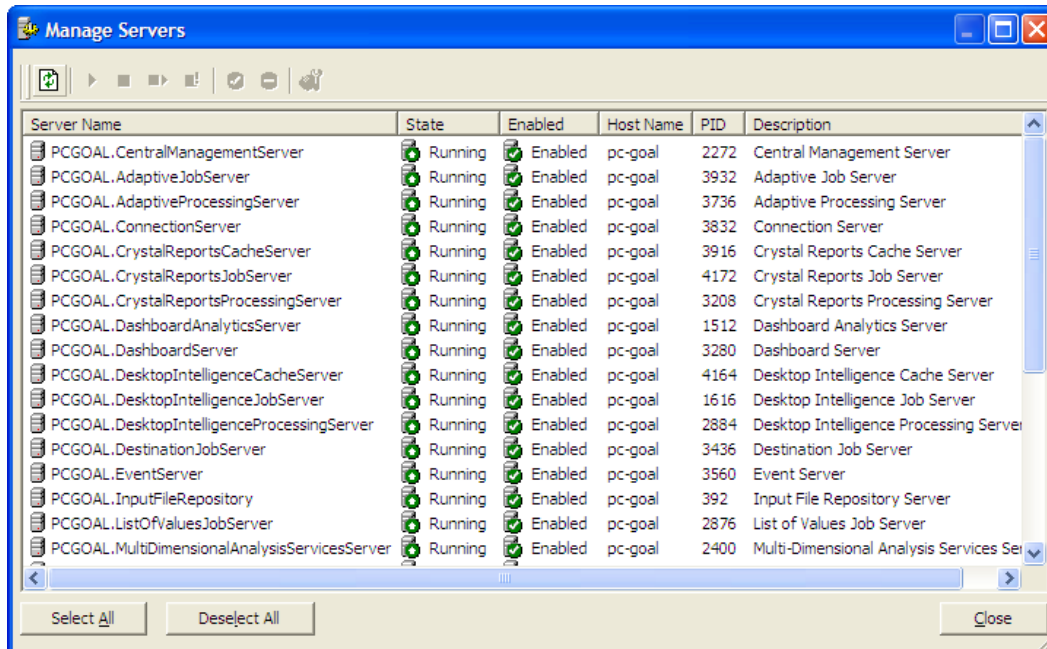 Manage Servers
Server Name State Enabled Host Name PID Description
PCGOAL.CentralManagementServer Running Enabled pc-goal 2272 Central Management Server
PCGOAL.AdaptiveJobServer Running Enabled pc-goal 3932 Adaptive Job Server
PCGOAL.AdaptiveProcessingServer Running Enabled pc-goal 3736 Adaptive Processing Server
PCGOAL.ConnectionServer Running Enabled pc-goal 3832 Connection Server
PCGOAL.CrystalReportsCacheServer Running Enabled pc-goal 3916 Crystal Reports Cache Server
PCGOAL.CrystalReportsJobServer Running Enabled pc-goal 4172 Crystal Reports Job Server
PCGOAL.CrystalReportsProcessingServer Running Enabled pc-goal 3208 Crystal Reports Processing Server
PCGOAL.DashboardAnalyticsServer Running Enabled pc-goal 1512 Dashboard Analytics Server
PCGOAL.DashboardServer Running Enabled pc-goal 3280 Dashboard Server
PCGOAL.DesktopIntelligenceCacheServer Running Enabled pc-goal 4164 Desktop Intelligence Cache Server
PCGOAL.DesktopIntelligenceJobServer Running Enabled pc-goal 1616 Desktop Intelligence Job Server
PCGOAL.DesktopIntelligenceProcessingServer Running Enabled pc-goal 2884 Desktop Intelligence Processing Server
PCGOAL.DestinationJobServer Running Enabled pc-goal 3436 Destination Job Server
PCGOAL.EventServer Running Enabled pc-goal 3560 Event Server
PCGOAL.InputFileRepository Running Enabled pc-goal 392 Input File Repository Server
PCGOAL.ListOfValuesJobServer Running Enabled pc-goal 2876 List of Values Job Server
PCGOAL.MultiDimensionalAnalysisServicesServer Running Enabled pc-goal 2400 Multi-Dimensional Analysis Services Ser
Select All Deselect All Close